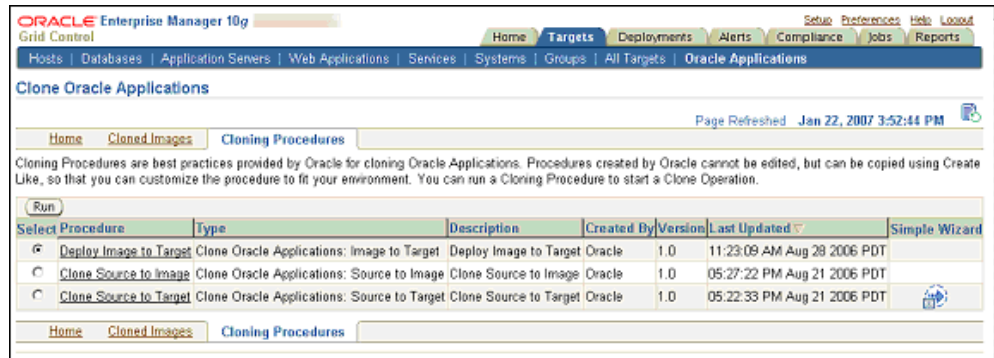 ORACLE Enterprise Manager 10g
Grid Control
Setup Preferences Help Logout
Home Targets Deployments Alerts Compliance Jobs Reports
Hosts | Databases | Application Servers | Web Applications | Services | Systems | Groups | All Targets | Oracle Applications
Clone Oracle Applications
Page Refreshed Jan 22, 2007 3:52:44 PM
Home Cloned Images Cloning Procedures
Cloning Procedures are best practices provided by Oracle for cloning Oracle Applications. Procedures created by Oracle cannot be edited, but can be copied using Create
Like, so that you can customize the procedure to fit your environment. You can run a Cloning Procedure to start a Clone Operation.
Run
Select Procedure Type Description Created By Version Last Updated Simple Wizard
Deploy Image to Target Clone Oracle Applications: Image to Target Deploy Image to Target Oracle 1.0 11:23:09 AM Aug 28 2006 PDT
Clone Source to Image Clone Oracle Applications: Source to Image Clone Source to Image Oracle 1.0 05:27:22 PM Aug 21 2006 PDT
Clone Source to Target Clone Oracle Applications: Source to Target Clone Source to Target Oracle 1.0 05:22:33 PM Aug 21 2006 PDT
Home Cloned Images Cloning Procedures